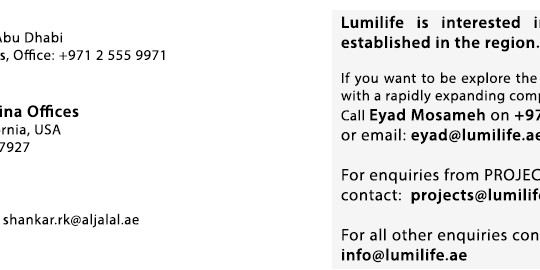 Abu Dhabi
s, Office: +971 2 555 9971
ina Offices
ornia, USA
7927
shankar.rk@aljalal.ae
Lumilife is interested i
established in the region.
If you want to be explore the
with a rapidly expanding comp
Call Eyad Mosameh on +97
or email: eyad@lumilife.ae
For enquiries from PROJEC
contact: projects@lumilife
For all other enquiries con
info@lumilife.ae